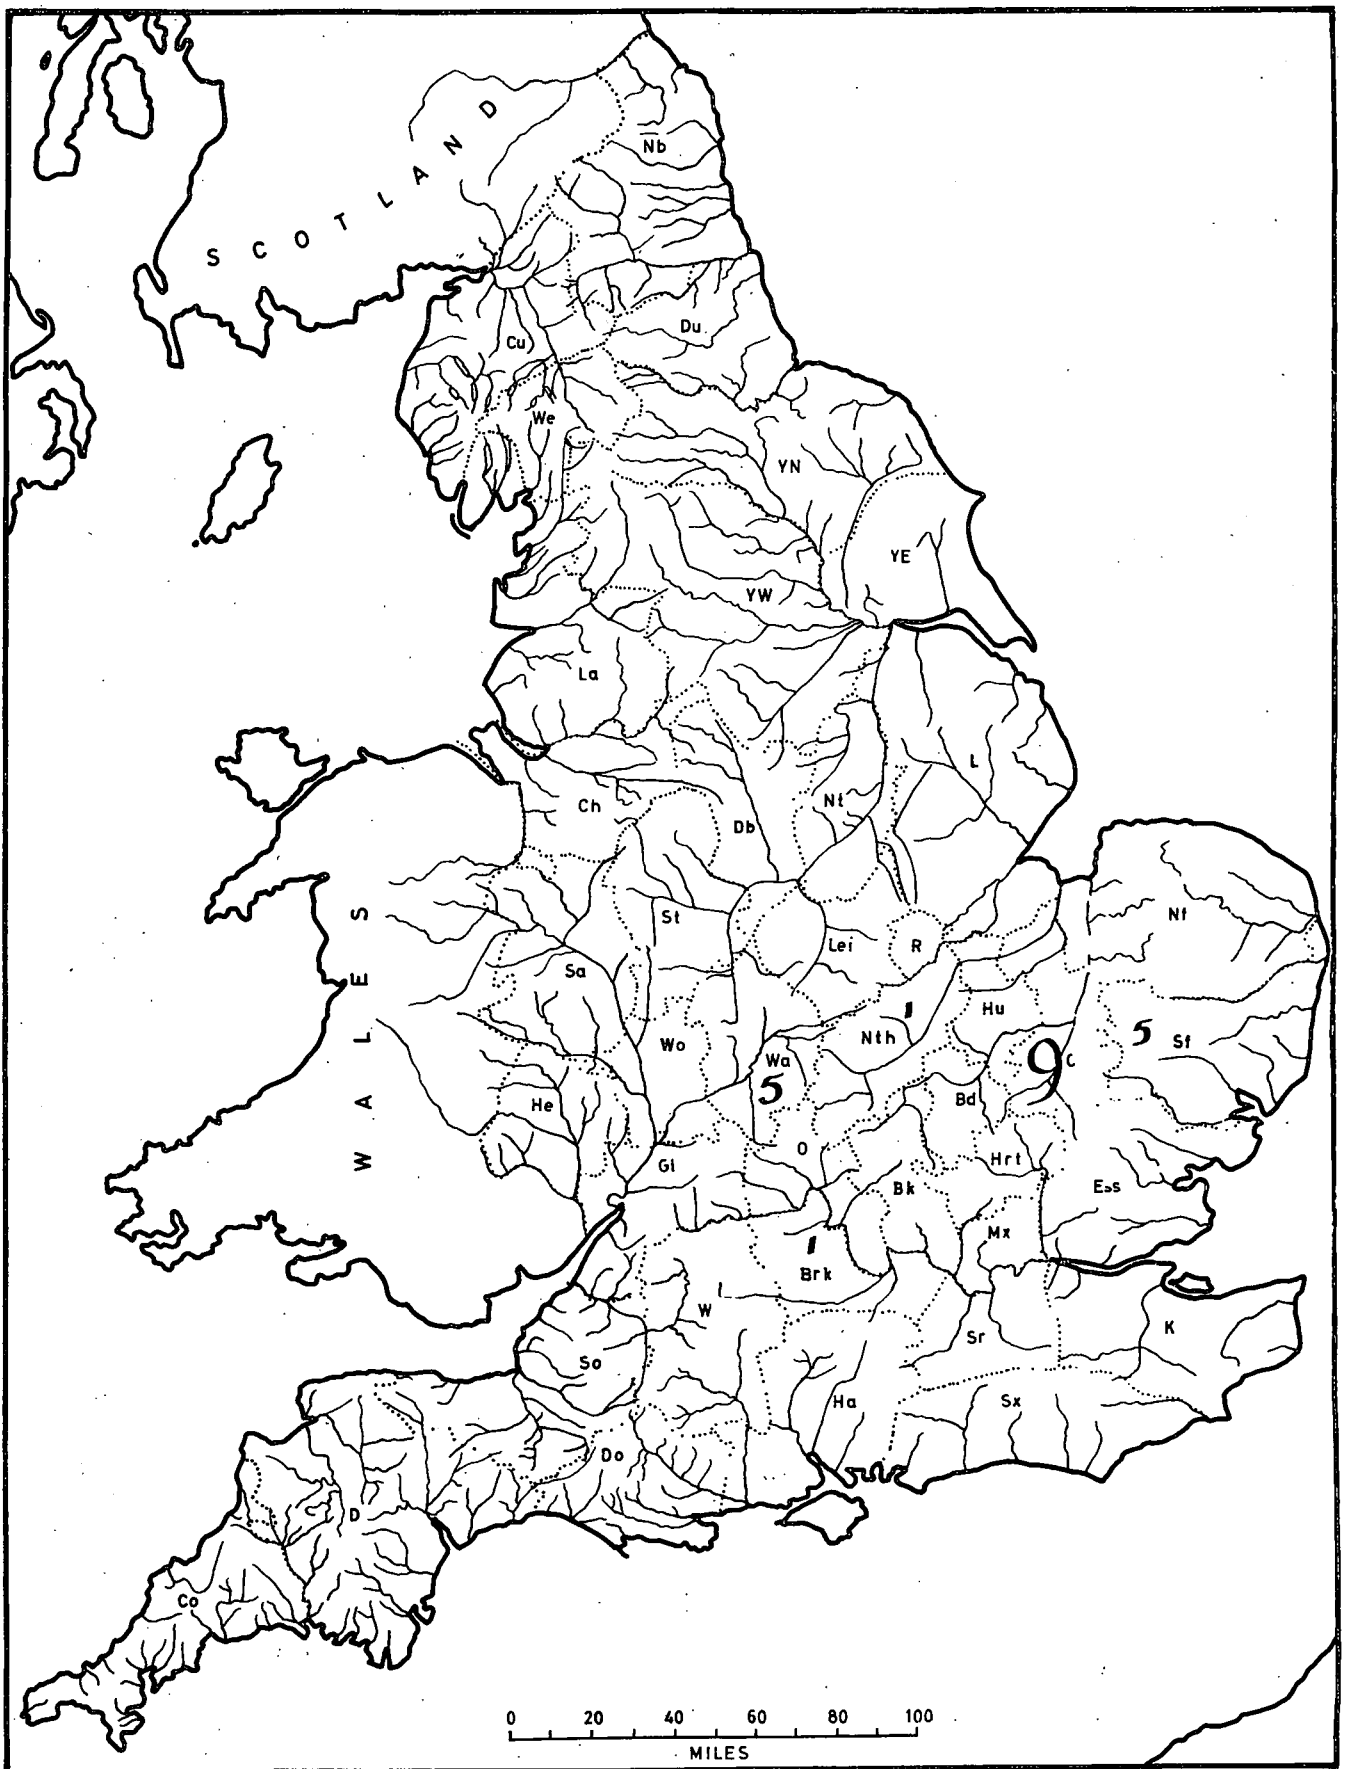 SCOTLAND
Nb
Du
Cu
We
YN
YE
YW
La
L
Ch
Nt
Db
St
Lei
R
Nf
Sa
Hu
1
Nth
Wo
Wa
5
9
C
5
Sf
He
Bd
O
Gl
Hrt
Bk
Ess
Mx
1
Brk
W
K
Sr
So
Ha
Sx
Do
D
Co
WALES
0 20 40 60 80 100
MILES